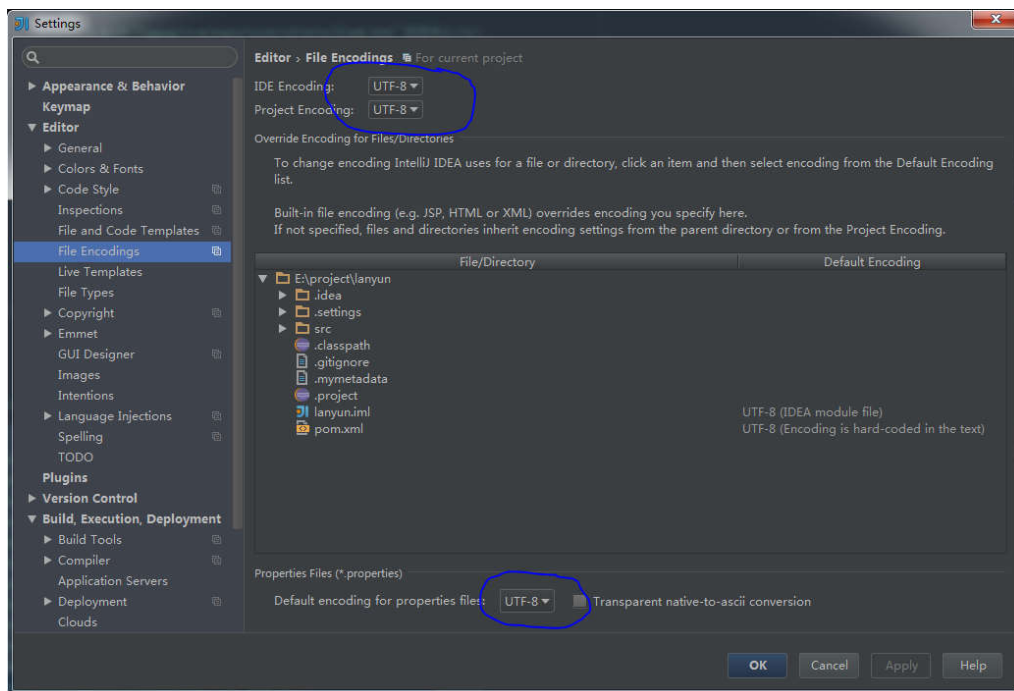 Settings
Editor › File Encodings For current project
IDE Encoding: UTF-8
Project Encoding: UTF-8
Override Encoding for Files/Directories
To change encoding IntelliJ IDEA uses for a file or directory, click an item and then select encoding from the Default Encoding
list.
Built-in file encoding (e.g. JSP, HTML or XML) overrides encoding you specify here.
If not specified, files and directories inherit encoding settings from the parent directory or from the Project Encoding.
File/Directory Default Encoding
E:\project\lanyun
.idea
.settings
src
.classpath
.gitignore
.mymetadata
.project
lanyun.iml UTF-8 (IDEA module file)
pom.xml UTF-8 (Encoding is hard-coded in the text)
Properties Files (*.properties)
Default encoding for properties files: UTF-8 Transparent native-to-ascii conversion
Appearance & Behavior
Keymap
Editor
General
Colors & Fonts
Code Style
Inspections
File and Code Templates
File Encodings
Live Templates
File Types
Copyright
Emmet
GUI Designer
Images
Intentions
Language Injections
Spelling
TODO
Plugins
Version Control
Build, Execution, Deployment
Build Tools
Compiler
Application Servers
Deployment
Clouds
OK Cancel Apply Help